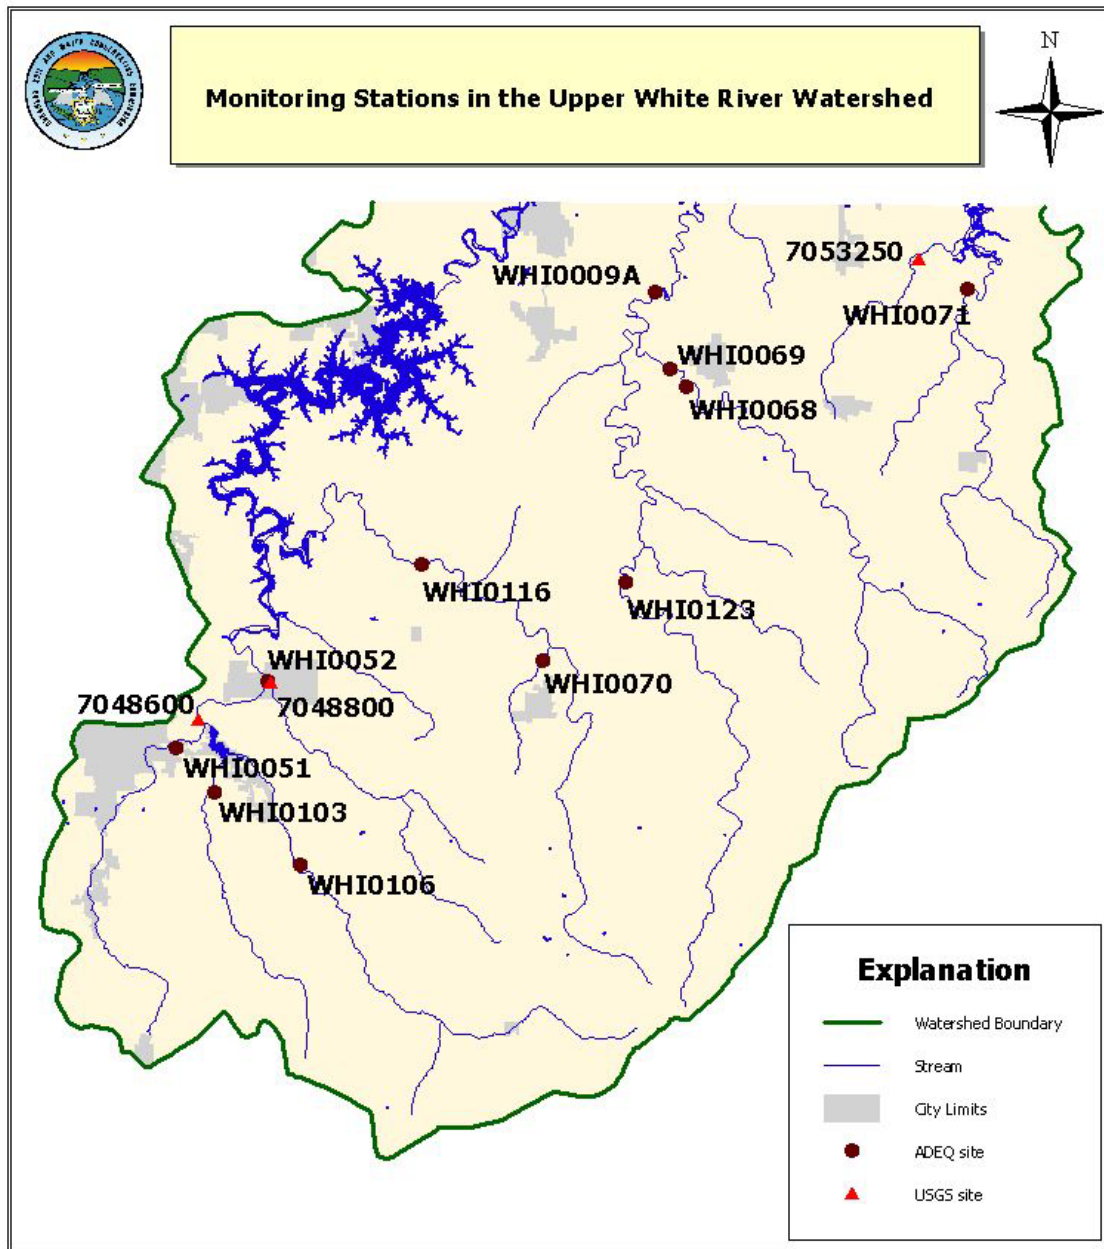 Monitoring Stations in the Upper White River Watershed
N
7053250
WHI0009A
WHI0071
WHI0069
WHI0068
WHI0116
WHI0123
WHI0052
WHI0070
7048600
7048800
WHI0051
WHI0103
WHI0106
Explanation
Watershed Boundary
Stream
City Limits
ADEQ site
USGS site